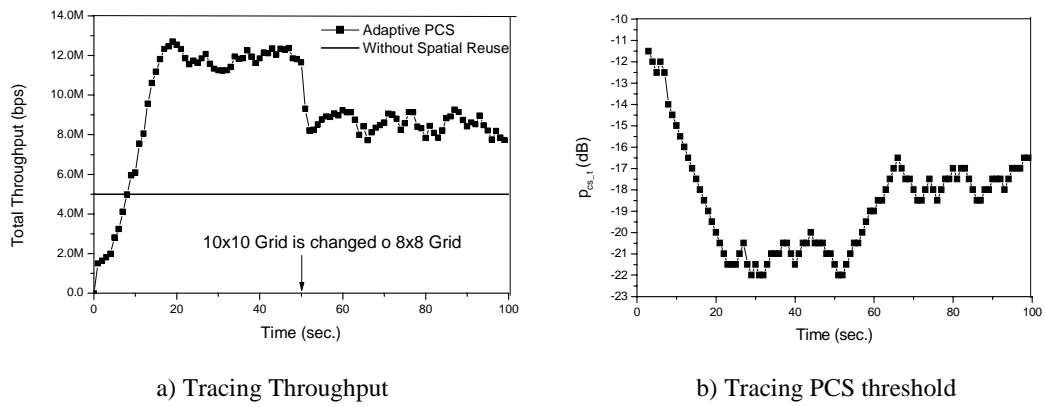 14.0M
12.0M
10.0M
8.0M
6.0M
4.0M
2.0M
0.0
Total Throughput (bps)
Adaptive PCS
Without Spatial Reuse
10x10 Grid is changed o 8x8 Grid
0 20 40 60 80 100
Time (sec.)
a) Tracing Throughput
-10
-11
-12
-13
-14
-15
-16
-17
-18
-19
-20
-21
-22
-23
p_cs_t (dB)
0 20 40 60 80 100
Time (sec.)
b) Tracing PCS threshold